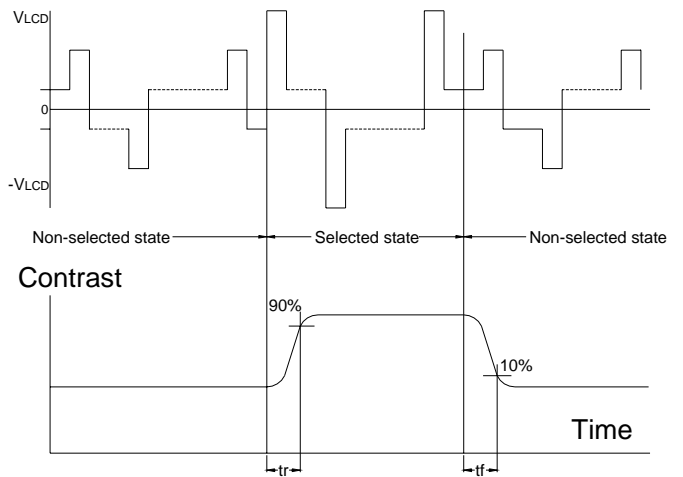 VLCD
0
-VLCD
Non-selected state
Selected state
Non-selected state
Contrast
90%
10%
Time
tr
tf